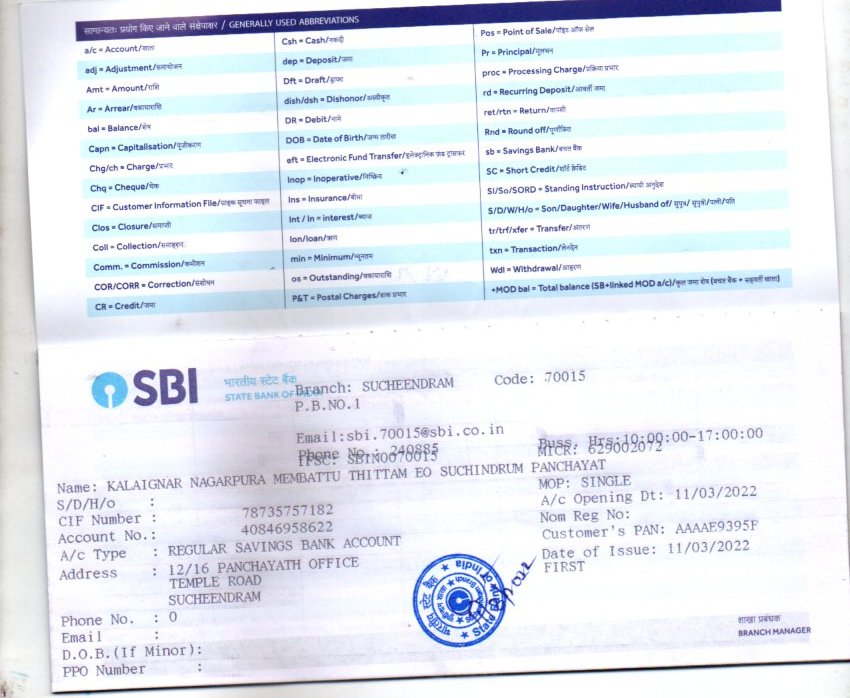 सामान्यतः प्रयोग किए जाने वाले संक्षेपाक्षर / GENERALLY USED ABBREVIATIONS
a/c = Account/खाता
adj = Adjustment/समायोजन
Amt = Amount/राशि
Ar = Arrear/बकायाराशि
bal = Balance/शेष
Capn = Capitalisation/पूंजीकरण
Chg/ch = Charge/प्रभार
Chq = Cheque/चेक
CIF = Customer Information File/ग्राहक सूचना फाइल
Clos = Closure/समाप्ती
Coll = Collection/समाहरण
Comm. = Commission/कमीशन
COR/CORR = Correction/संशोधन
CR = Credit/जमा
Csh = Cash/नकदी
dep = Deposit/जमा
Dft = Draft/ड्राफ्ट
dish/dsh = Dishonor/अस्वीकृत
DR = Debit/नामे
DOB = Date of Birth/जन्म तारीख
eft = Electronic Fund Transfer/इलेक्ट्रानिक फ़ंड ट्रांसफर
Inop = Inoperative/निष्क्रिय
Ins = Insurance/बीमा
Int / In = interest/ब्याज
lon/loan/ऋण
min = Minimum/न्यूनतम
os = Outstanding/बकायाराशि
P&T = Postal Charges/डाक प्रभार
Pos = Point of Sale/पॉइंट ऑफ सेल
Pr = Principal/मूलधन
proc = Processing Charge/प्रक्रिया प्रभार
rd = Recurring Deposit/आवर्ती जमा
ret/rtn = Return/वापसी
Rnd = Round off/पूर्णांकित
sb = Savings Bank/बचत बैंक
SC = Short Credit/शॉर्ट क्रेडिट
SI/So/SORD = Standing Instruction/स्थायी अनुदेश
S/D/W/H/o = Son/Daughter/Wife/Husband of/ सुपुत्र/ सुपुत्री/पत्नी/पति
tr/trf/xfer = Transfer/अंतरण
txn = Transaction/लेनदेन
Wdl = Withdrawal/आहरण
+MOD bal = Total balance (SB+linked MOD a/c)/कुल जमा शेष (बचत बैंक + सहवर्ती खाता)
SBI भारतीय स्टेट बैंक
STATE BANK OF
Branch: SUCHEENDRAM Code: 70015
P.B.NO.1
Email:sbi.70015@sbi.co.in
Phone No.: 240885 Buss. Hrs:10:00:00-17:00:00
IFSC: SBIN0070015 MICR: 629002072
Name: KALAIGNAR NAGARPURA MEMBATTU THITTAM EO SUCHINDRUM PANCHAYAT
S/D/H/o : MOP: SINGLE
CIF Number : 78735757182 A/c Opening Dt: 11/03/2022
Account No.: 40846958622 Nom Reg No:
A/c Type : REGULAR SAVINGS BANK ACCOUNT Customer's PAN: AAAAE9395F
Address : 12/16 PANCHAYATH OFFICE Date of Issue: 11/03/2022
TEMPLE ROAD FIRST
SUCHEENDRAM
Phone No. : 0
Email :
D.O.B.(If Minor):
PPO Number :
भारतीय स्टेट बैंक ★ State Bank of India
शाखा प्रबंधक
BRANCH MANAGER